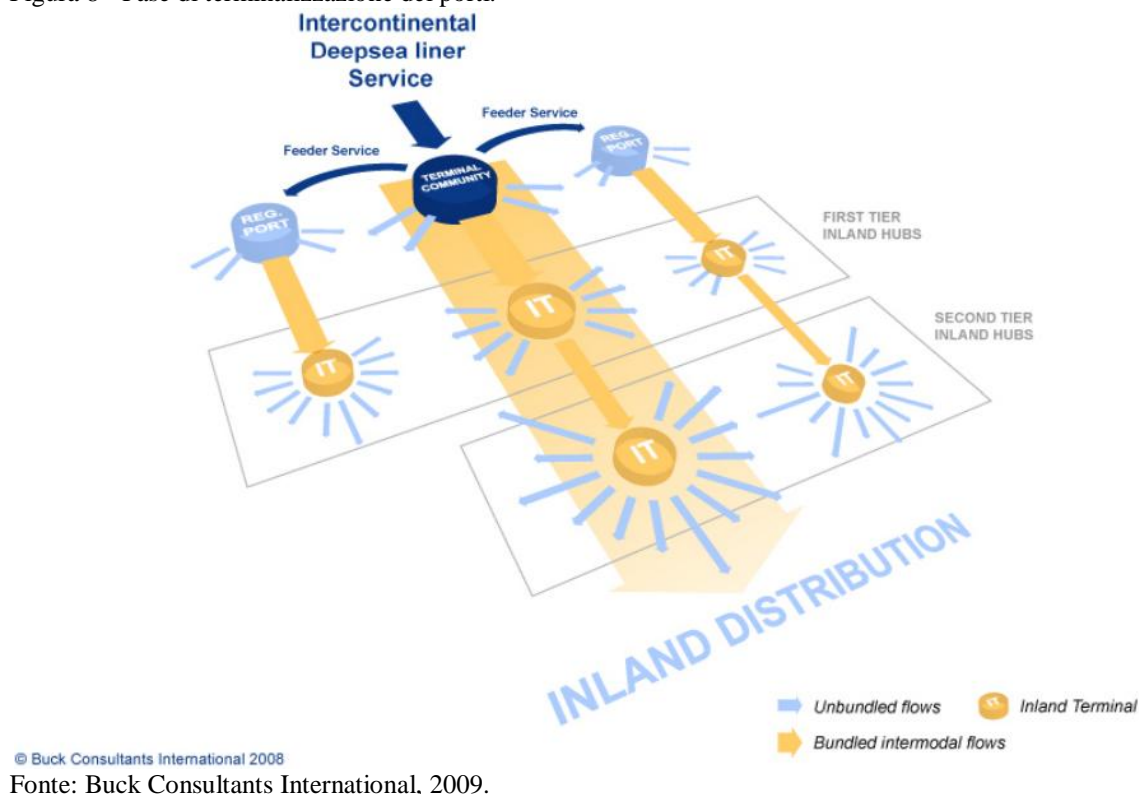 Intercontinental
Deepsea liner
Service
Feeder Service
Feeder Service
REG.
PORT
TERMINAL
COMMUNITY
REG.
PORT
FIRST TIER
INLAND HUBS
IT
IT
IT
SECOND TIER
INLAND HUBS
IT
IT
INLAND DISTRIBUTION
Unbundled flows
IT
Inland Terminal
Bundled intermodal flows
© Buck Consultants International 2008
Fonte: Buck Consultants International, 2009.